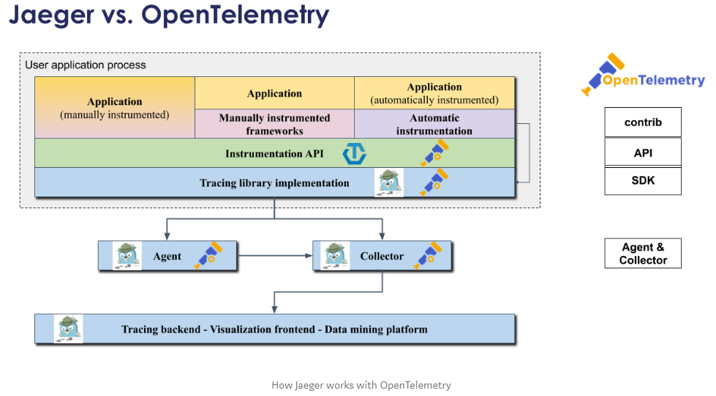 Jaeger vs. OpenTelemetry
User application process
Application
(manually instrumented)
Application
Application
(automatically instrumented)
Manually instrumented
frameworks
Automatic
instrumentation
Instrumentation API
Tracing library implementation
Agent
Collector
Tracing backend - Visualization frontend - Data mining platform
OpenTelemetry
contrib
API
SDK
Agent &
Collector
How Jaeger works with OpenTelemetry